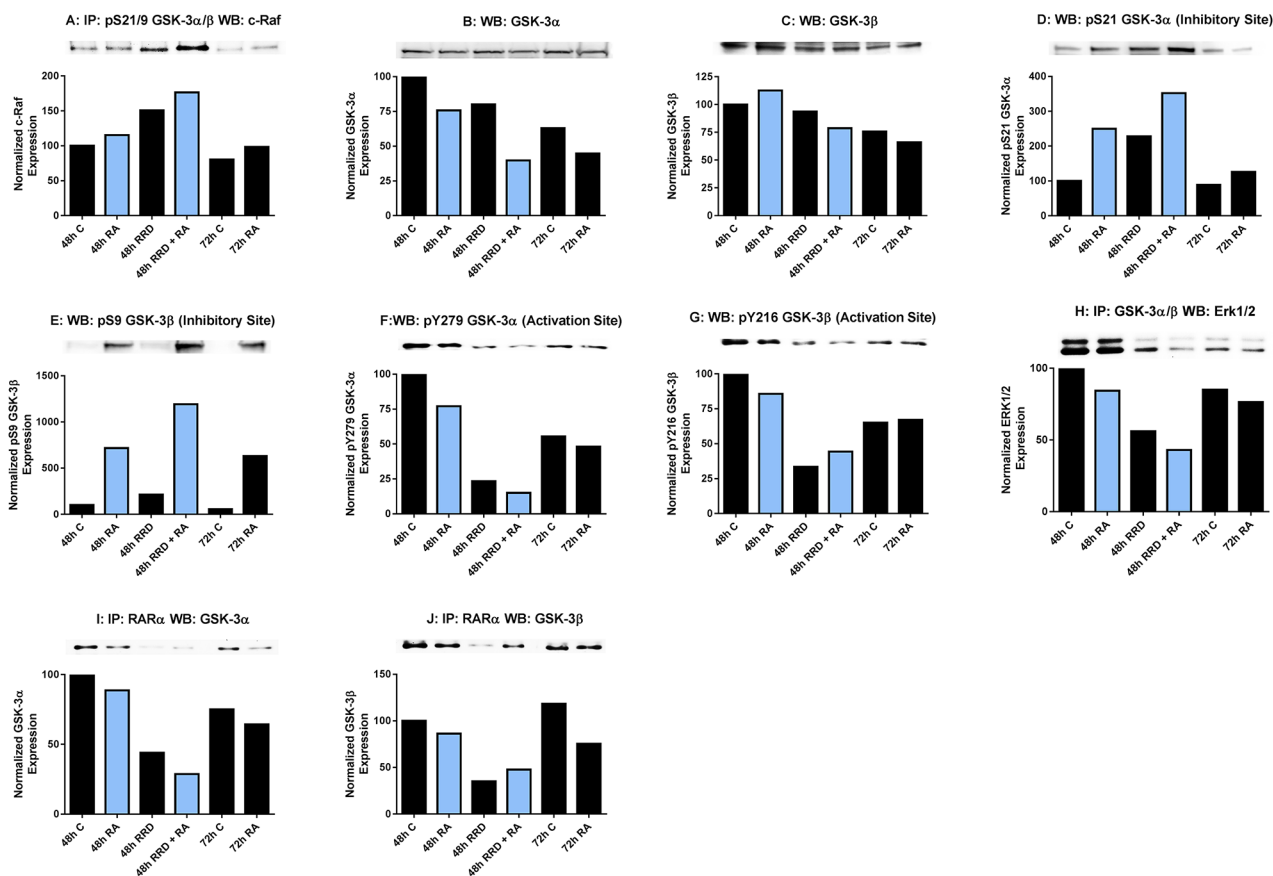 A: IP: pS21/9 GSK-3α/β WB: c-Raf
Normalized c-Raf
Expression
200
150
100
50
0
48h C
48h RA
48h RRD
48h RRD + RA
72h C
72h RA
B: WB: GSK-3α
Normalized GSK-3α
Expression
100
75
50
25
0
48h C
48h RA
48h RRD
48h RRD + RA
72h C
72h RA
C: WB: GSK-3β
Normalized GSK-3β
Expression
125
100
75
50
25
0
48h C
48h RA
48h RRD
48h RRD + RA
72h C
72h RA
D: WB: pS21 GSK-3α (Inhibitory Site)
Normalized pS21 GSK-3α
Expression
400
300
200
100
0
48h C
48h RA
48h RRD
48h RRD + RA
72h C
72h RA
E: WB: pS9 GSK-3β (Inhibitory Site)
Normalized pS9 GSK-3β
Expression
1500
1000
500
0
48h C
48h RA
48h RRD
48h RRD + RA
72h C
72h RA
F:WB: pY279 GSK-3α (Activation Site)
Normalized pY279 GSK-3α
Expression
100
75
50
25
0
48h C
48h RA
48h RRD
48h RRD + RA
72h C
72h RA
G: WB: pY216 GSK-3β (Activation Site)
Normalized pY216 GSK-3β
Expression
100
75
50
25
0
48h C
48h RA
48h RRD
48h RRD + RA
72h C
72h RA
H: IP: GSK-3α/β WB: Erk1/2
Normalized ERK1/2
Expression
100
50
0
48h C
48h RA
48h RRD
48h RRD + RA
72h C
72h RA
I: IP: RARα WB: GSK-3α
Normalized GSK-3α
Expression
100
50
0
48h C
48h RA
48h RRD
48h RRD + RA
72h C
72h RA
J: IP: RARα WB: GSK-3β
Normalized GSK-3β
Expression
150
100
50
0
48h C
48h RA
48h RRD
48h RRD + RA
72h C
72h RA